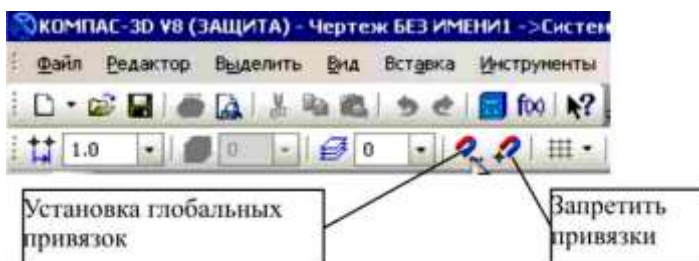 КОМПАС-3D V8 (ЗАЩИТА) - Чертеж БЕЗ ИМЕНИ1 ->Систем
Файл Редактор Выделить Вид Вставка Инструменты
f(x) ?
1.0 0 0
Установка глобальных
привязок
Запретить
привязки